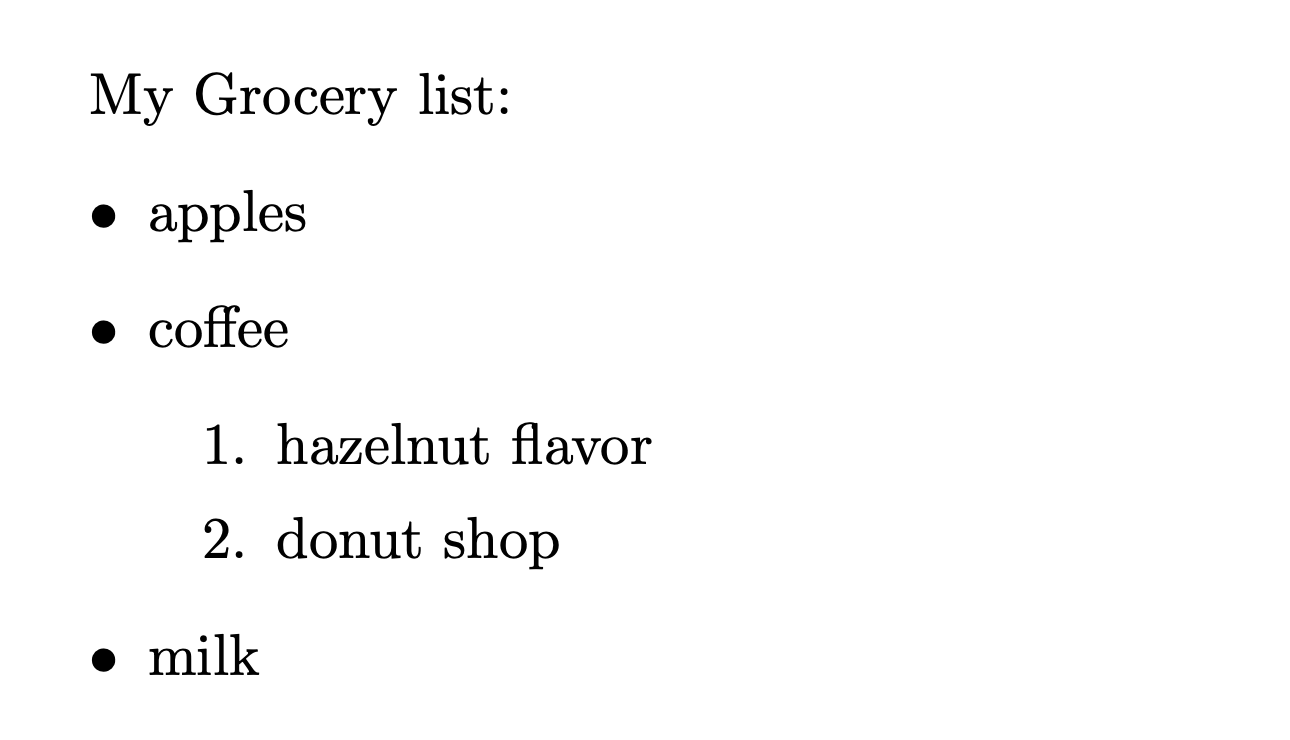 My Grocery list:
• apples
• coffee
1. hazelnut flavor
2. donut shop
• milk